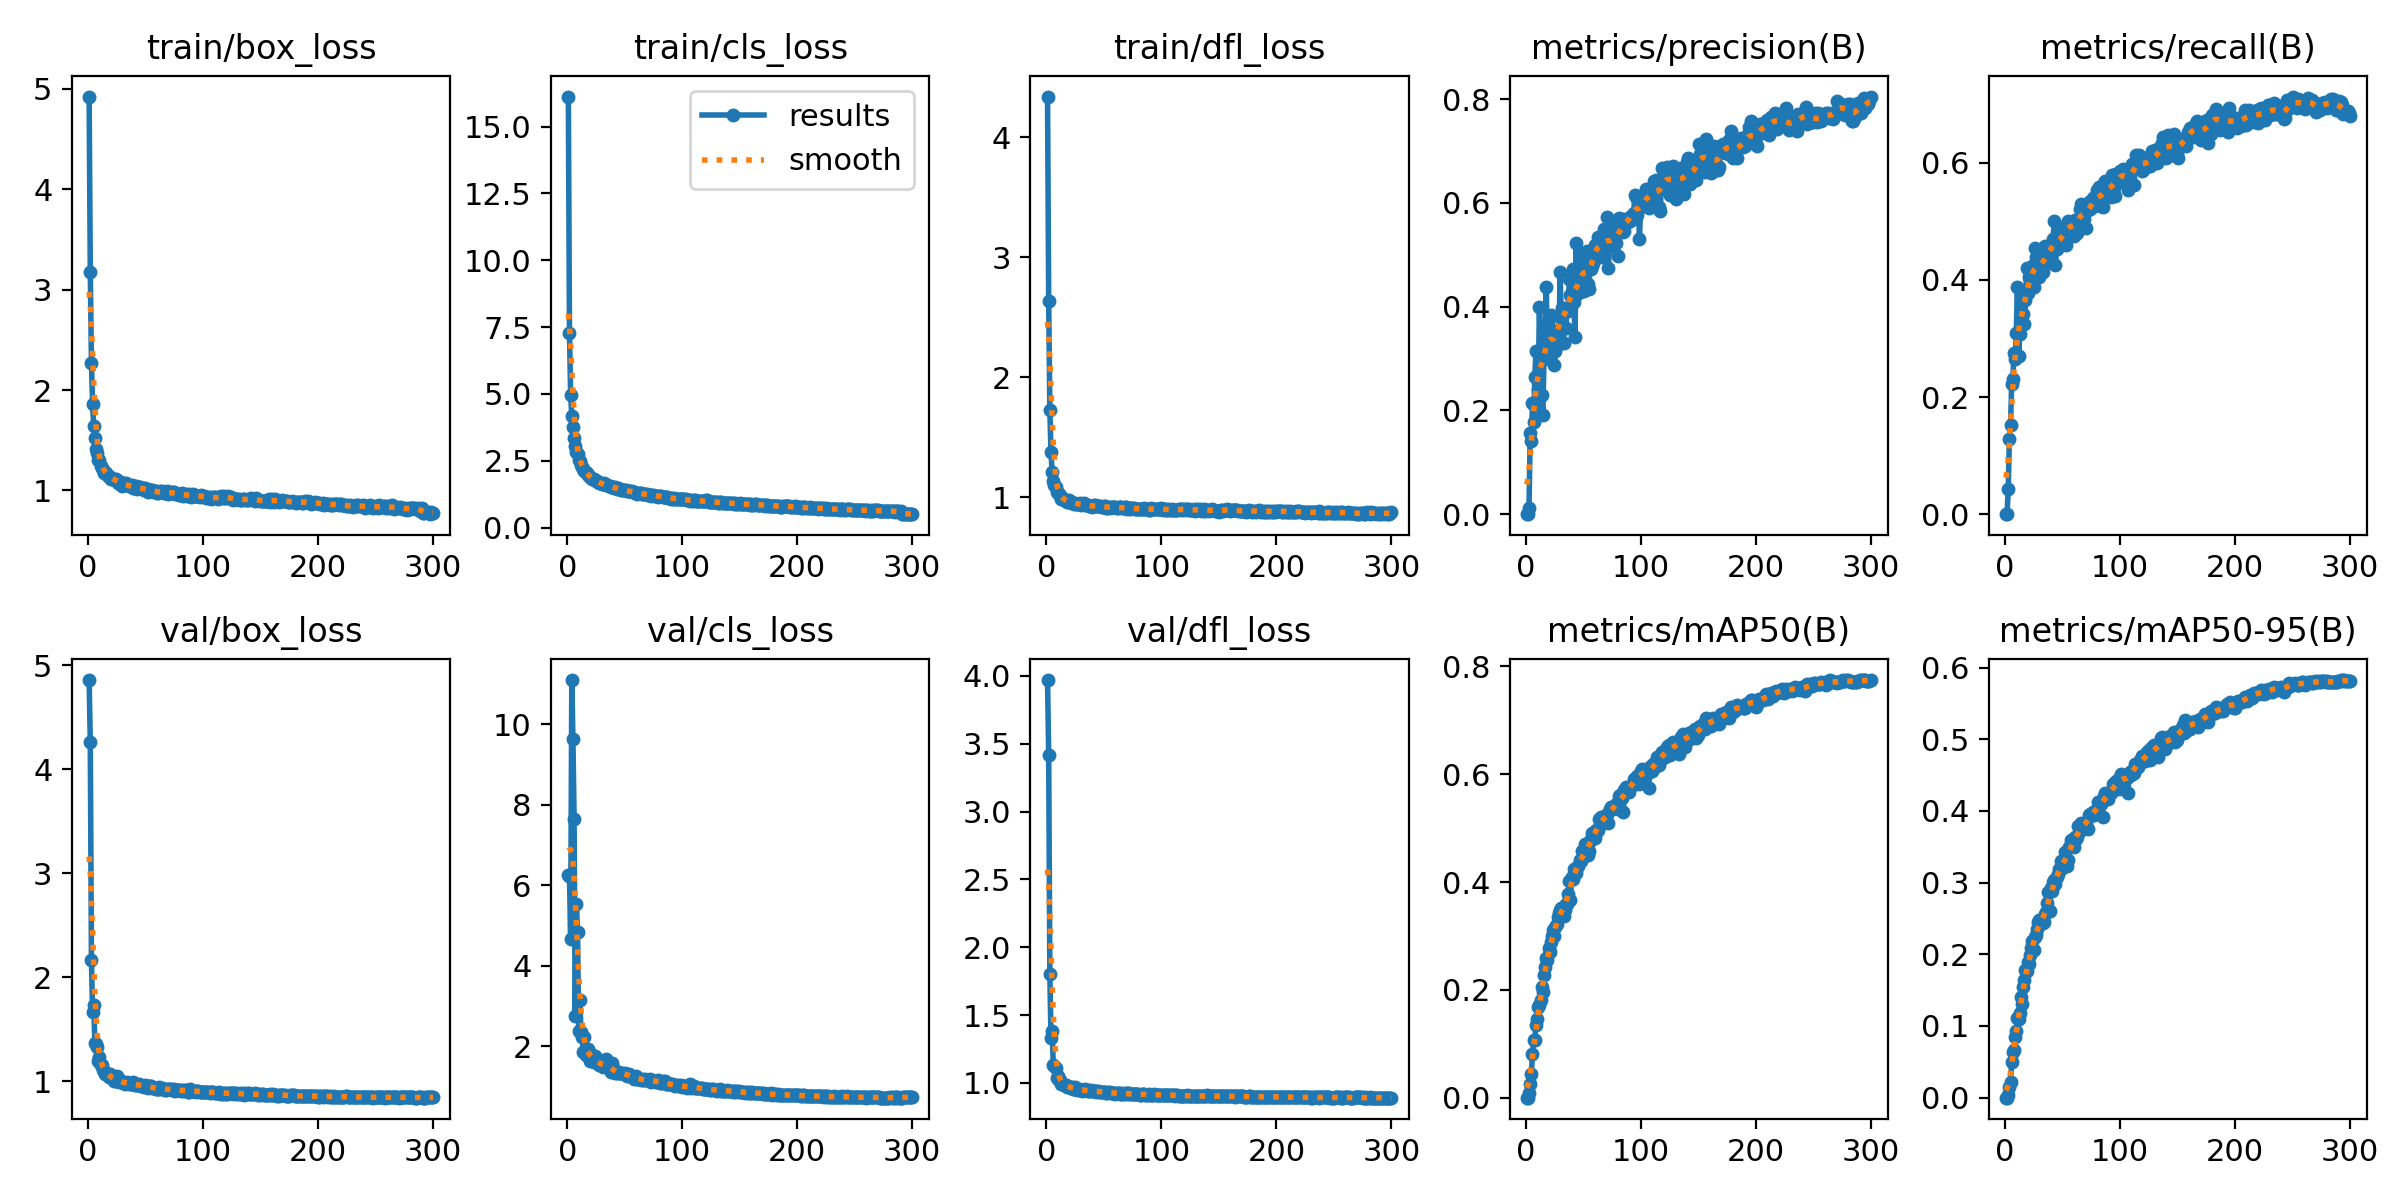 train/box_loss
train/cls_loss
train/dfl_loss
metrics/precision(B)
metrics/recall(B)
5
4
3
2
1
0 100 200 300
15.0
12.5
10.0
7.5
5.0
2.5
0.0
results
smooth
0 100 200 300
4
3
2
1
0 100 200 300
0.8
0.6
0.4
0.2
0.0
0 100 200 300
0.6
0.4
0.2
0.0
0 100 200 300
val/box_loss
val/cls_loss
val/dfl_loss
metrics/mAP50(B)
metrics/mAP50-95(B)
5
4
3
2
1
0 100 200 300
10
8
6
4
2
0 100 200 300
4.0
3.5
3.0
2.5
2.0
1.5
1.0
0 100 200 300
0.8
0.6
0.4
0.2
0.0
0 100 200 300
0.6
0.5
0.4
0.3
0.2
0.1
0.0
0 100 200 300